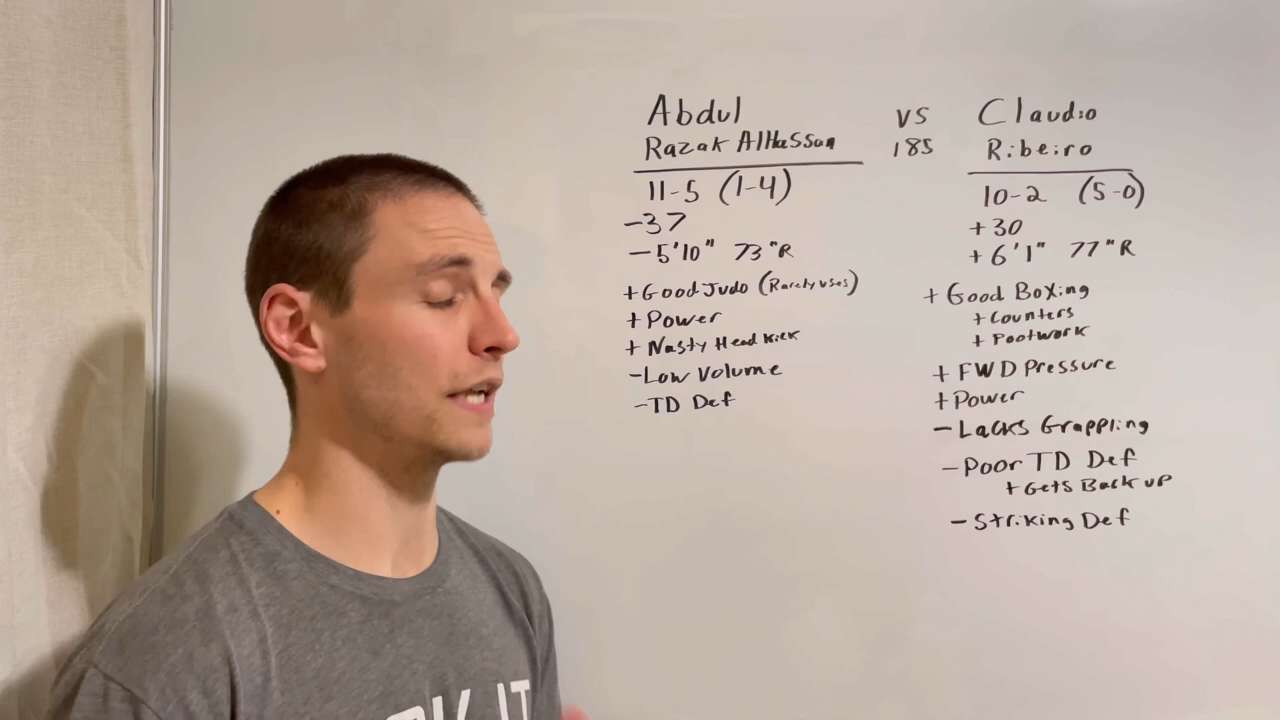 Abdul
Razak AlHassan
11-5 (1-4)
-37
- 5'10" 73"R
+ Good Judo (Rarely uses)
+ Power
+ Nasty Head Kick
- Low Volume
- TD Def
VS
185
Claudio
Ribeiro
10-2 (5-0)
+ 30
+ 6'1" 77"R
+ Good Boxing
+ Counters
+ Footwork
+ FWD Pressure
+ Power
- Lacks Grappling
- Poor TD Def
+ Gets Back up
- Striking Def
IT